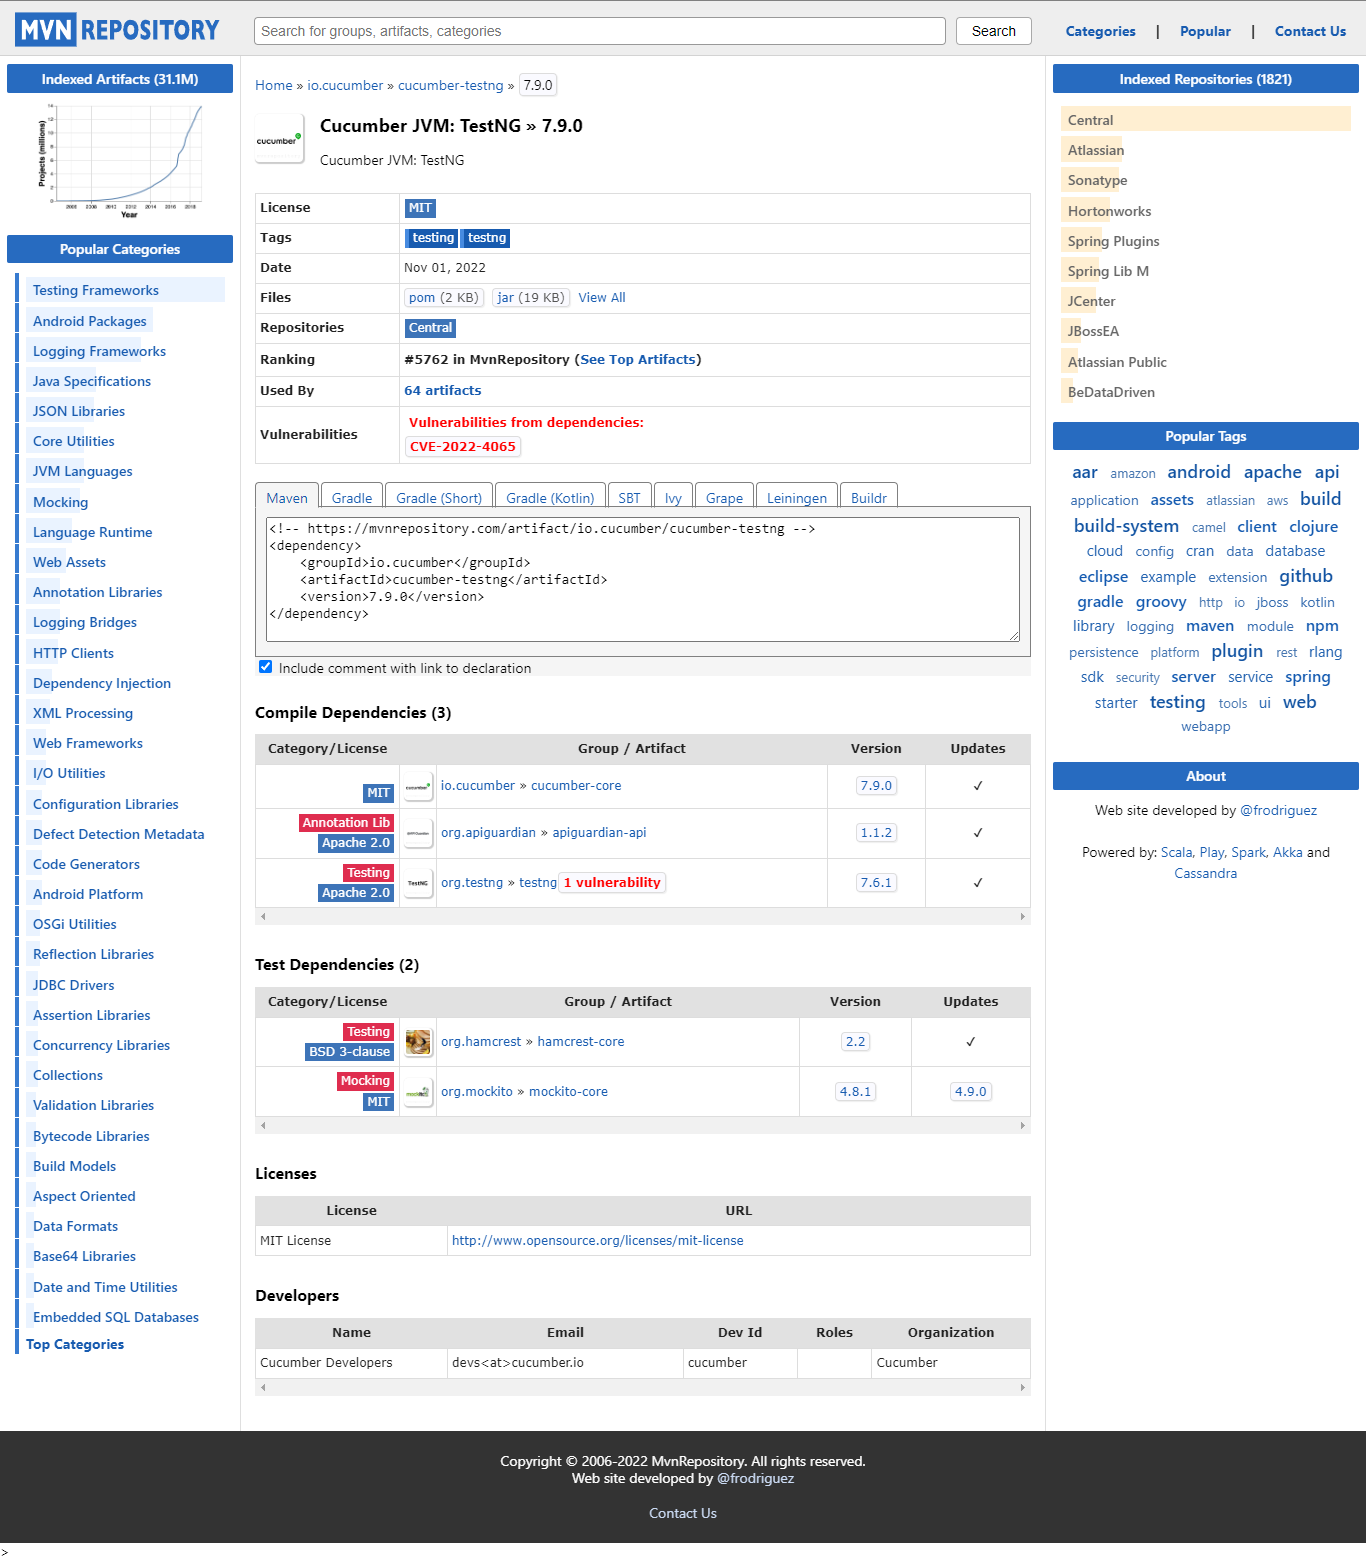 MVN REPOSITORY
Search for groups, artifacts, categories
Search
Categories | Popular | Contact Us
Indexed Artifacts (31.1M)
Projects (millions)
Year
Popular Categories
Testing Frameworks
Android Packages
Logging Frameworks
Java Specifications
JSON Libraries
Core Utilities
JVM Languages
Mocking
Language Runtime
Web Assets
Annotation Libraries
Logging Bridges
HTTP Clients
Dependency Injection
XML Processing
Web Frameworks
I/O Utilities
Configuration Libraries
Defect Detection Metadata
Code Generators
Android Platform
OSGi Utilities
Reflection Libraries
JDBC Drivers
Assertion Libraries
Concurrency Libraries
Collections
Validation Libraries
Bytecode Libraries
Build Models
Aspect Oriented
Data Formats
Base64 Libraries
Date and Time Utilities
Embedded SQL Databases
Top Categories
Home » io.cucumber » cucumber-testng » 7.9.0
cucumber
Cucumber JVM: TestNG » 7.9.0
Cucumber JVM: TestNG
License MIT
Tags testing testng
Date Nov 01, 2022
Files pom (2 KB) jar (19 KB) View All
Repositories Central
Ranking #5762 in MvnRepository (See Top Artifacts)
Used By 64 artifacts
Vulnerabilities Vulnerabilities from dependencies:
CVE-2022-4065
Maven Gradle Gradle (Short) Gradle (Kotlin) SBT Ivy Grape Leiningen Buildr
<!-- https://mvnrepository.com/artifact/io.cucumber/cucumber-testng -->
<dependency>
    <groupId>io.cucumber</groupId>
    <artifactId>cucumber-testng</artifactId>
    <version>7.9.0</version>
</dependency>
Include comment with link to declaration
Compile Dependencies (3)
Category/License Group / Artifact Version Updates
MIT cucumber io.cucumber » cucumber-core 7.9.0 ✓
Annotation Lib
Apache 2.0 org.apiguardian » apiguardian-api 1.1.2 ✓
Testing
Apache 2.0 TestNG org.testng » testng 1 vulnerability 7.6.1 ✓
Test Dependencies (2)
Category/License Group / Artifact Version Updates
Testing
BSD 3-clause org.hamcrest » hamcrest-core 2.2 ✓
Mocking
MIT org.mockito » mockito-core 4.8.1 4.9.0
Licenses
License URL
MIT License http://www.opensource.org/licenses/mit-license
Developers
Name Email Dev Id Roles Organization
Cucumber Developers devs<at>cucumber.io cucumber Cucumber
Indexed Repositories (1821)
Central
Atlassian
Sonatype
Hortonworks
Spring Plugins
Spring Lib M
JCenter
JBossEA
Atlassian Public
BeDataDriven
Popular Tags
aar amazon android apache api
application assets atlassian aws build
build-system camel client clojure
cloud config cran data database
eclipse example extension github
gradle groovy http io jboss kotlin
library logging maven module npm
persistence platform plugin rest rlang
sdk security server service spring
starter testing tools ui web
webapp
About
Web site developed by @frodriguez
Powered by: Scala, Play, Spark, Akka and
Cassandra
Copyright © 2006-2022 MvnRepository. All rights reserved.
Web site developed by @frodriguez
Contact Us
>